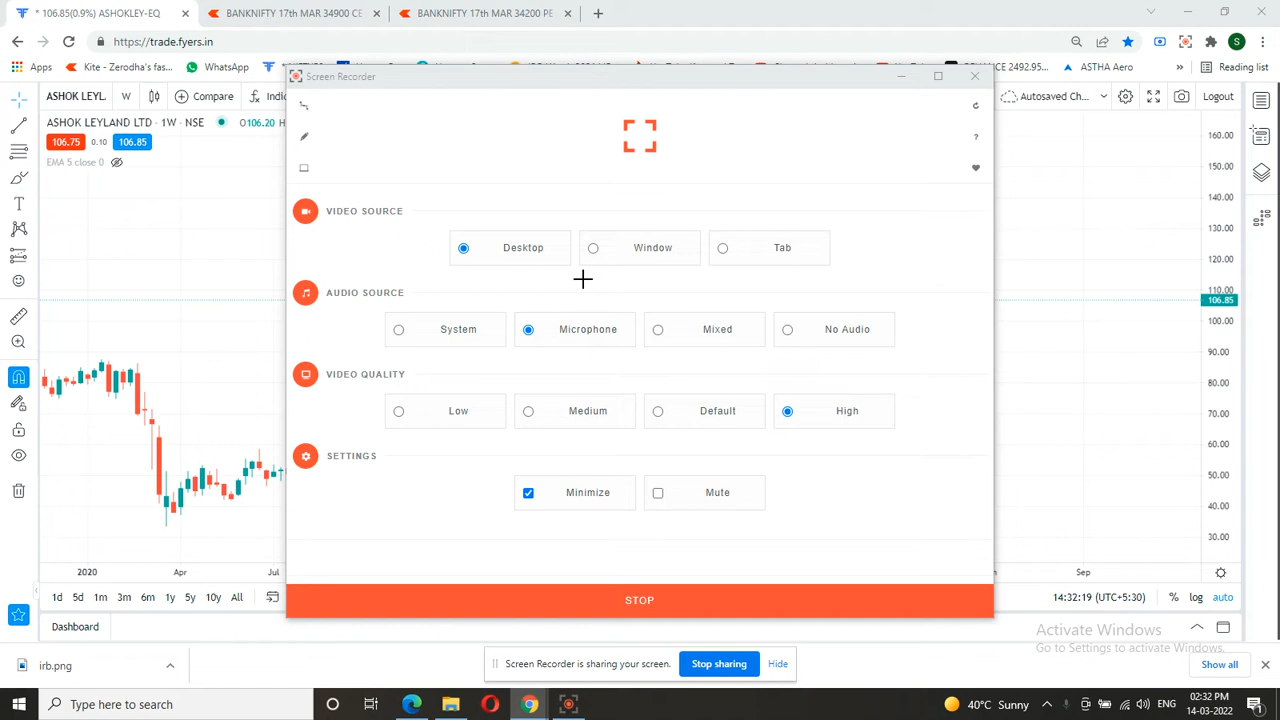 * 106.85(0.9%) ASHOKLEY-EQ
BANKNIFTY 17th MAR 34900 CE
BANKNIFTY 17th MAR 34200 PE
https://trade.fyers.in
S
Apps
Kite - Zerodha's fast...
WhatsApp
2492.95...
ASTHA Aero
»
Reading list
Screen Recorder
ASHOK LEYL.
W
Compare
Indi
Autosaved Ch...
Logout
ASHOK LEYLAND LTD · 1W · NSE
O106.20
106.75
0.10
106.85
EMA 5 close 0
?
VIDEO SOURCE
Desktop
Window
Tab
AUDIO SOURCE
System
Microphone
Mixed
No Audio
VIDEO QUALITY
Low
Medium
Default
High
SETTINGS
Minimize
Mute
STOP
160.00
150.00
140.00
130.00
120.00
110.00
106.85
100.00
90.00
80.00
70.00
60.00
50.00
40.00
30.00
2020
Apr
Jul
Sep
1d
5d
1m
3m
6m
1y
5y
10y
All
14:32:19 (UTC+5:30)
%
log
auto
Dashboard
Activate Windows
Go to Settings to activate Windows.
irb.png
Screen Recorder is sharing your screen.
Stop sharing
Hide
Show all
Type here to search
40°C Sunny
02:32 PM
14-03-2022